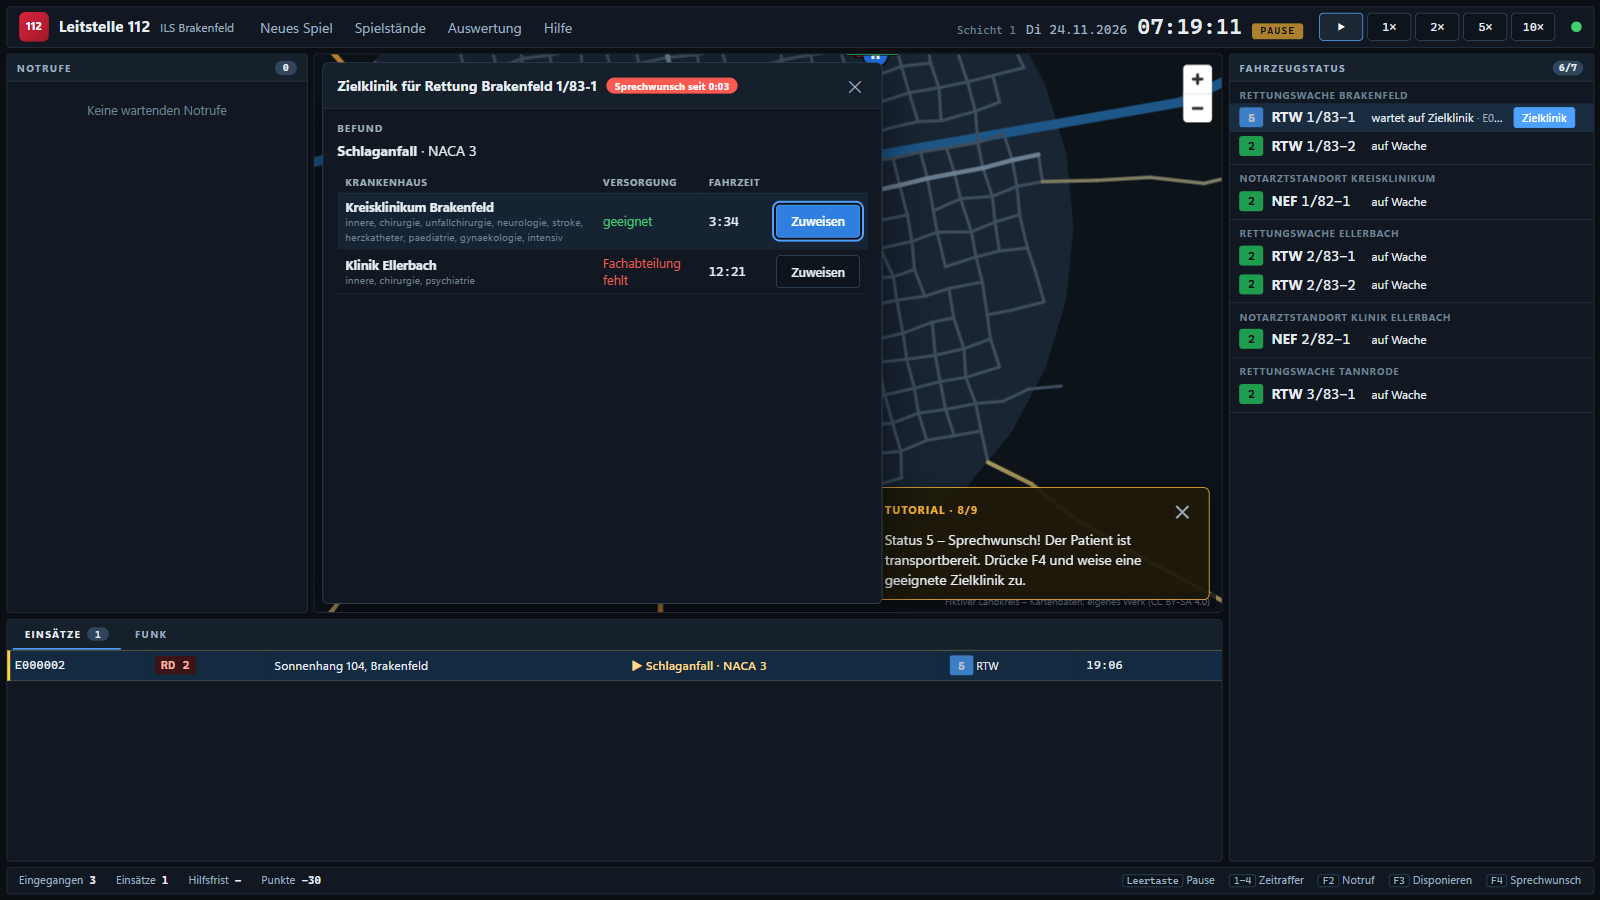 112 Leitstelle 112 ILS Brakenfeld Neues Spiel Spielstände Auswertung Hilfe Schicht 1 Di 24.11.2026 07:19:11 PAUSE 1× 2× 5× 10×
NOTRUFE 0
Keine wartenden Notrufe
Zielklinik für Rettung Brakenfeld 1/83-1 Sprechwunsch seit 0:03
BEFUND
Schlaganfall · NACA 3
KRANKENHAUS VERSORGUNG FAHRZEIT
Kreisklinikum Brakenfeld
innere, chirurgie, unfallchirurgie, neurologie, stroke,
herzkatheter, paediatrie, gynaekologie, intensiv
geeignet 3:34 Zuweisen
Klinik Ellerbach
innere, chirurgie, psychiatrie
Fachabteilung
fehlt
12:21 Zuweisen
+
−
TUTORIAL · 8/9
Status 5 – Sprechwunsch! Der Patient ist
transportbereit. Drücke F4 und weise eine
geeignete Zielklinik zu.
Fiktiver Landkreis – Kartendaten: eigenes Werk (CC BY-SA 4.0)
FAHRZEUGSTATUS 6/7
RETTUNGSWACHE BRAKENFELD
5 RTW 1/83–1 wartet auf Zielklinik · E0... Zielklinik
2 RTW 1/83–2 auf Wache
NOTARZTSTANDORT KREISKLINIKUM
2 NEF 1/82–1 auf Wache
RETTUNGSWACHE ELLERBACH
2 RTW 2/83–1 auf Wache
2 RTW 2/83–2 auf Wache
NOTARZTSTANDORT KLINIK ELLERBACH
2 NEF 2/82–1 auf Wache
RETTUNGSWACHE TANNRODE
2 RTW 3/83–1 auf Wache
EINSÄTZE 1 FUNK
E000002 RD 2 Sonnenhang 104, Brakenfeld ▶ Schlaganfall · NACA 3 5 RTW 19:06
Eingegangen 3 Einsätze 1 Hilfsfrist – Punkte −30 Leertaste Pause 1–4 Zeitraffer F2 Notruf F3 Disponieren F4 Sprechwunsch